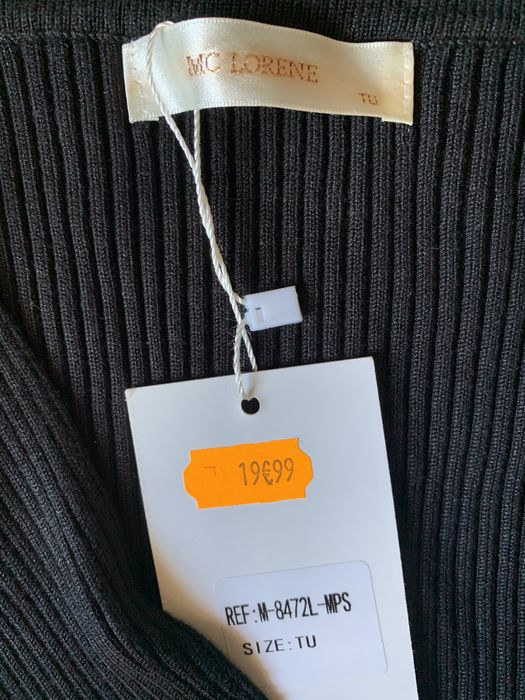 MC LORENE
TU
19€99
REF:M-8472L-MPS
SIZE:TU